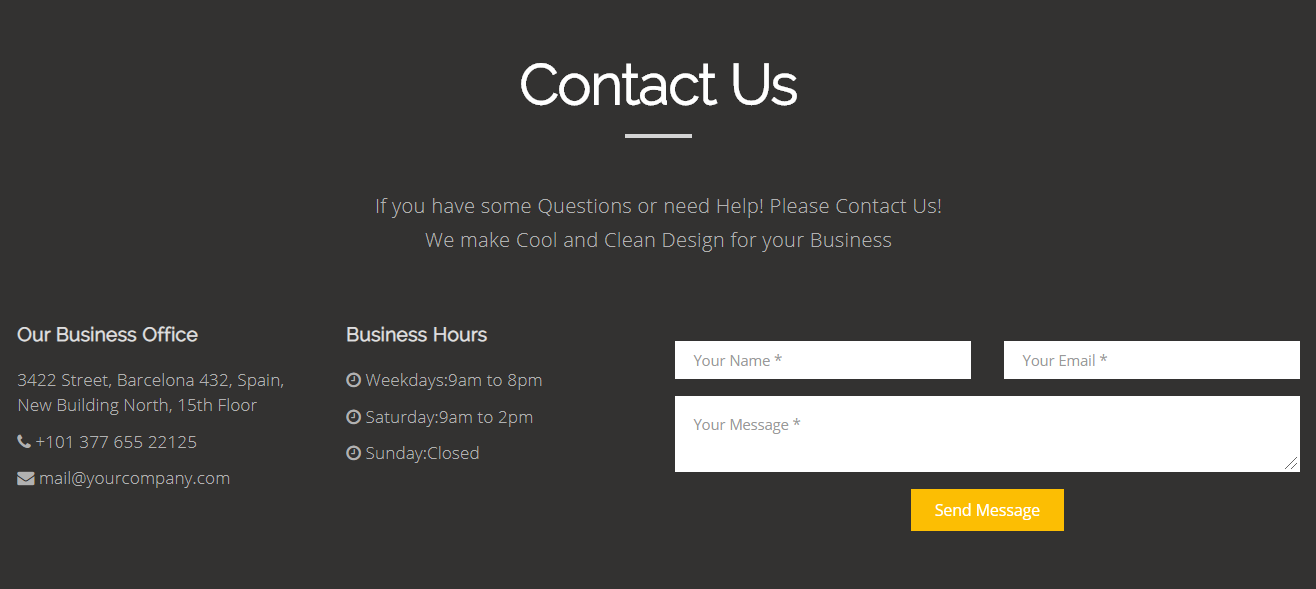 Contact Us
If you have some Questions or need Help! Please Contact Us!
We make Cool and Clean Design for your Business
Our Business Office
3422 Street, Barcelona 432, Spain,
New Building North, 15th Floor
+101 377 655 22125
mail@yourcompany.com
Business Hours
Weekdays:9am to 8pm
Saturday:9am to 2pm
Sunday:Closed
Your Name *
Your Email *
Your Message *
Send Message